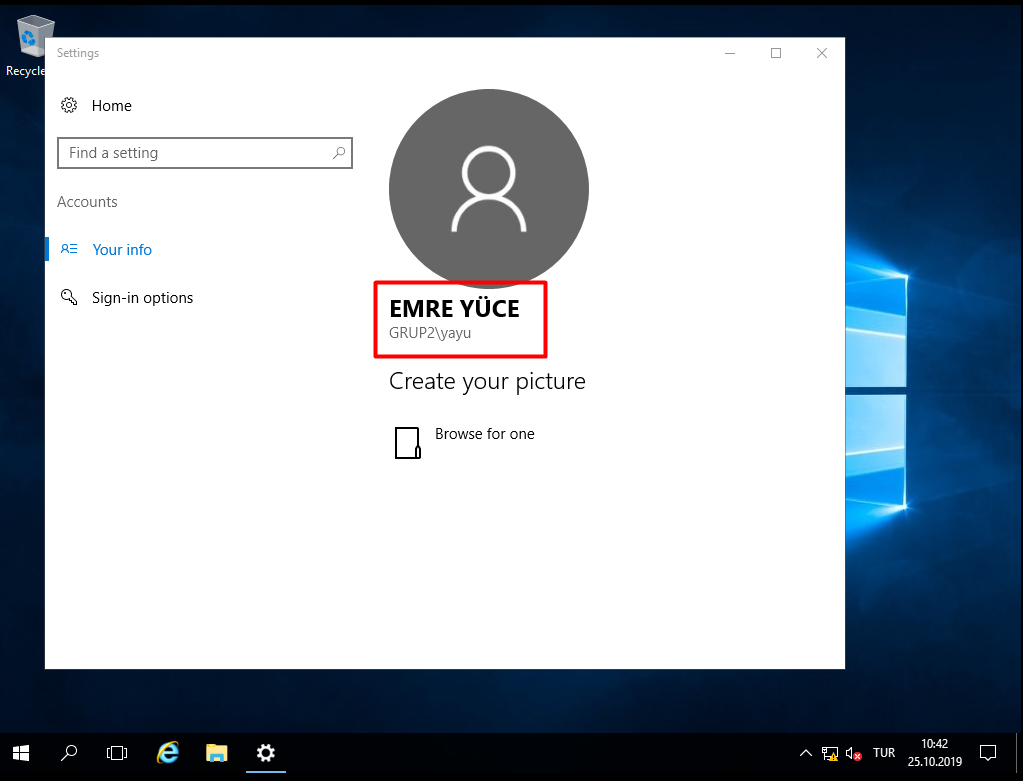 Recycle
Settings
Home
Find a setting
Accounts
Your info
Sign-in options
EMRE YÜCE
GRUP2\yayu
Create your picture
Browse for one
TUR
10:42
25.10.2019